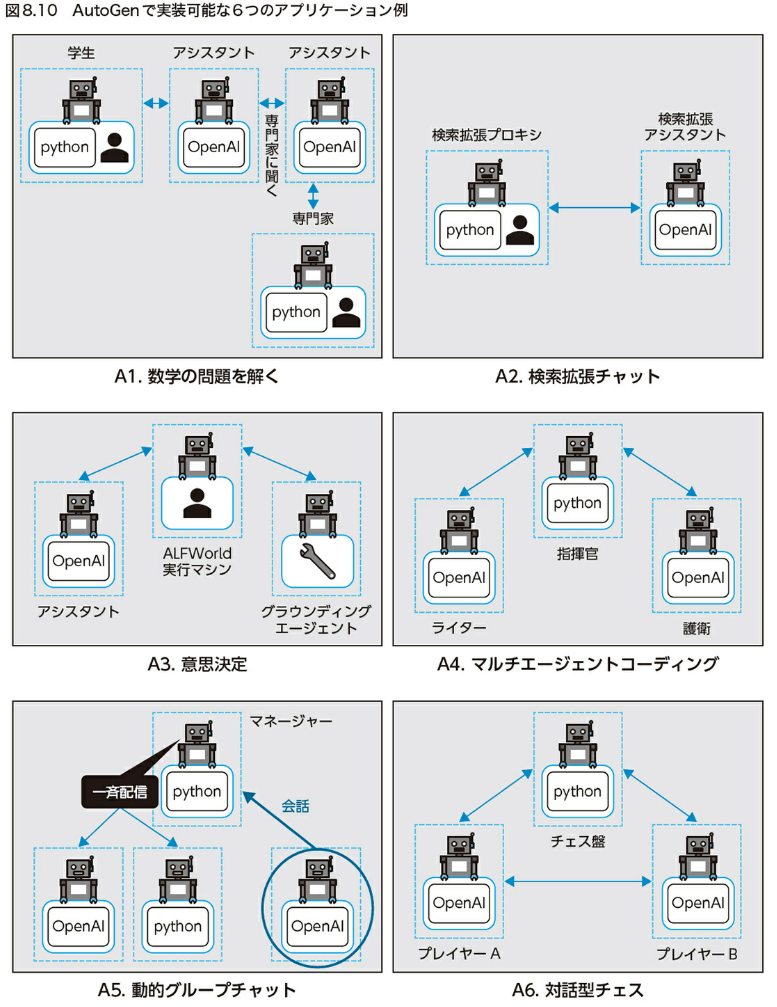 図8.10 AutoGenで実装可能な6つのアプリケーション例
学生
アシスタント
アシスタント
python
OpenAI
専門家に聞く
OpenAI
専門家
python
A1. 数学の問題を解く
検索拡張プロキシ
検索拡張
アシスタント
python
OpenAI
A2. 検索拡張チャット
OpenAI
アシスタント
ALFWorld
実行マシン
グラウンディング
エージェント
A3. 意思決定
python
指揮官
OpenAI
ライター
OpenAI
護衛
A4. マルチエージェントコーディング
マネージャー
python
一斉配信
会話
OpenAI
python
OpenAI
A5. 動的グループチャット
python
チェス盤
OpenAI
プレイヤーA
OpenAI
プレイヤーB
A6. 対話型チェス